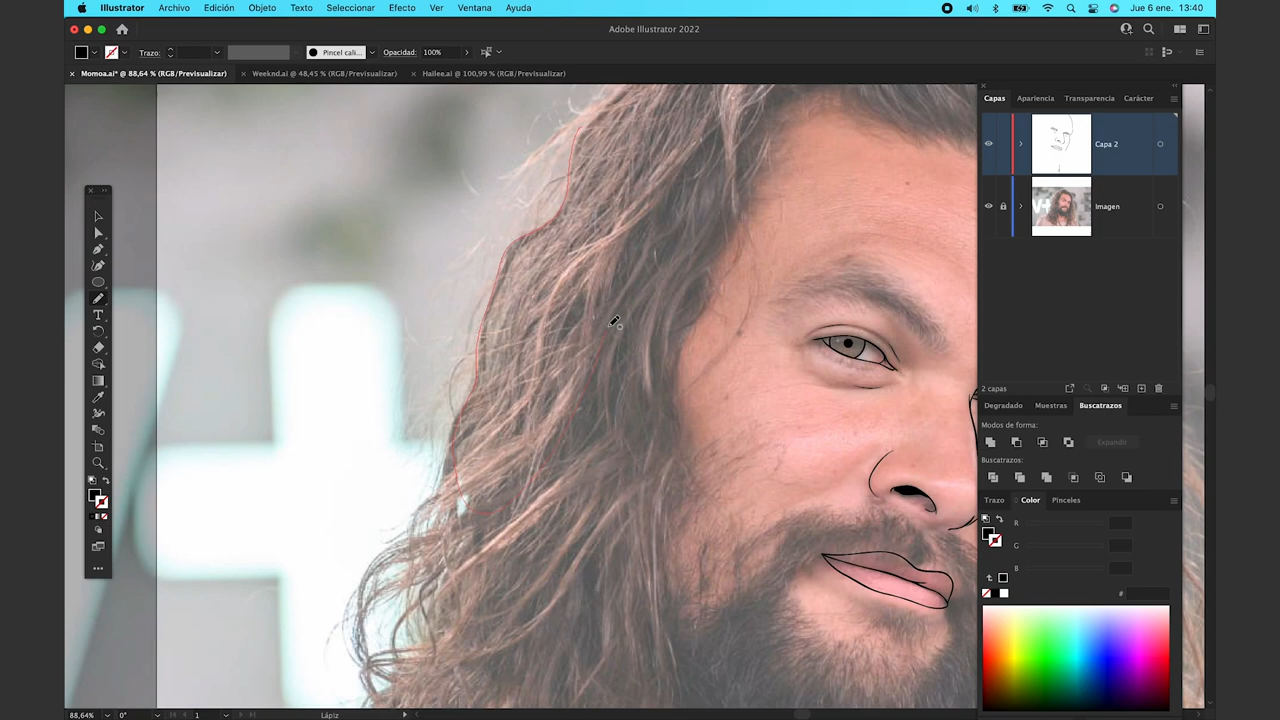 Illustrator Archivo Edición Objeto Texto Seleccionar Efecto Ver Ventana Ayuda Jue 6 ene. 13:40
Adobe Illustrator 2022
Trazo: Pincel cali... Opacidad: 100%
Momoa.ai* @ 88,64 % (RGB/Previsualizar) Weeknd.ai @ 48,45 % (RGB/Previsualizar) Hailee.ai @ 100,99 % (RGB/Previsualizar)
Capas Apariencia Transparencia Carácter
Capa 2
Imagen
2 capas
Degradado Muestras Buscatrazos
Modos de forma:
Expandir
Buscatrazos:
Trazo Color Pinceles
R
G
B
#
88,64% 0° 1 Lápiz